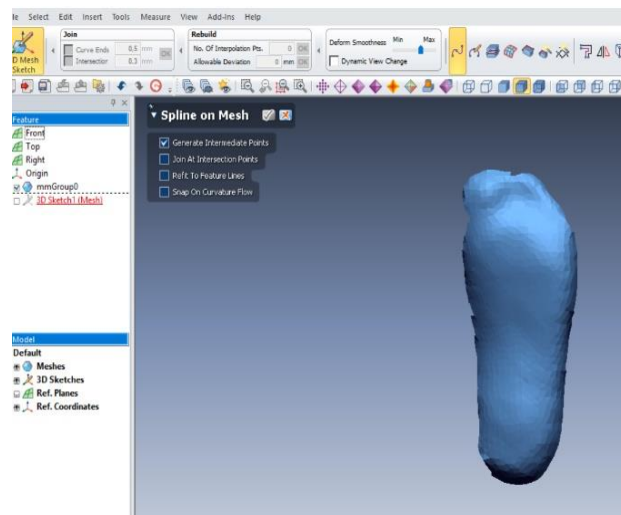 le Select Edit Insert Tools Measure View Add-Ins Help
D Mesh Sketch
Join
Curve Ends 0,5 mm OK
Intersection 0,3 mm
Rebuild
No. Of Interpolation Pts. 0 OK
Allowable Deviation 0 mm OK
Deform Smoothness Min Max
Dynamic View Change
Feature
Front
Top
Right
Origin
mmGroup0
3D Sketch1 (Mesh)
Spline on Mesh
Generate Intermediate Points
Join At Intersection Points
Refit To Feature Lines
Snap On Curvature Flow
Model
Default
Meshes
3D Sketches
Ref. Planes
Ref. Coordinates